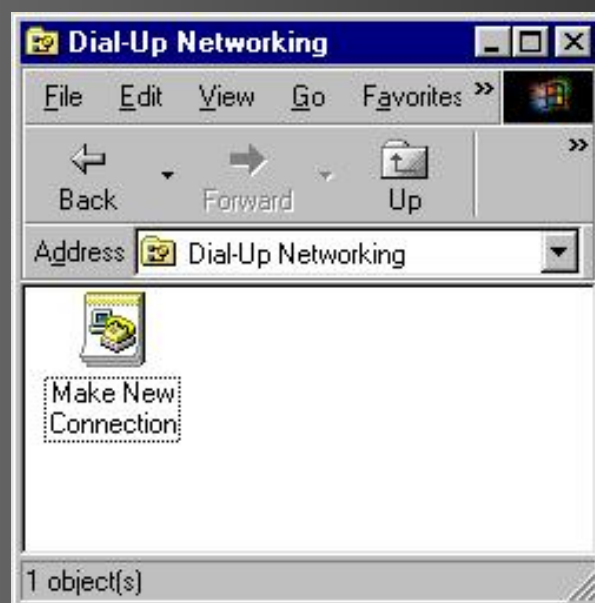 Dial-Up Networking
File Edit View Go Favorites »
Back Forward Up »
Address Dial-Up Networking
Make New
Connection
1 object(s)